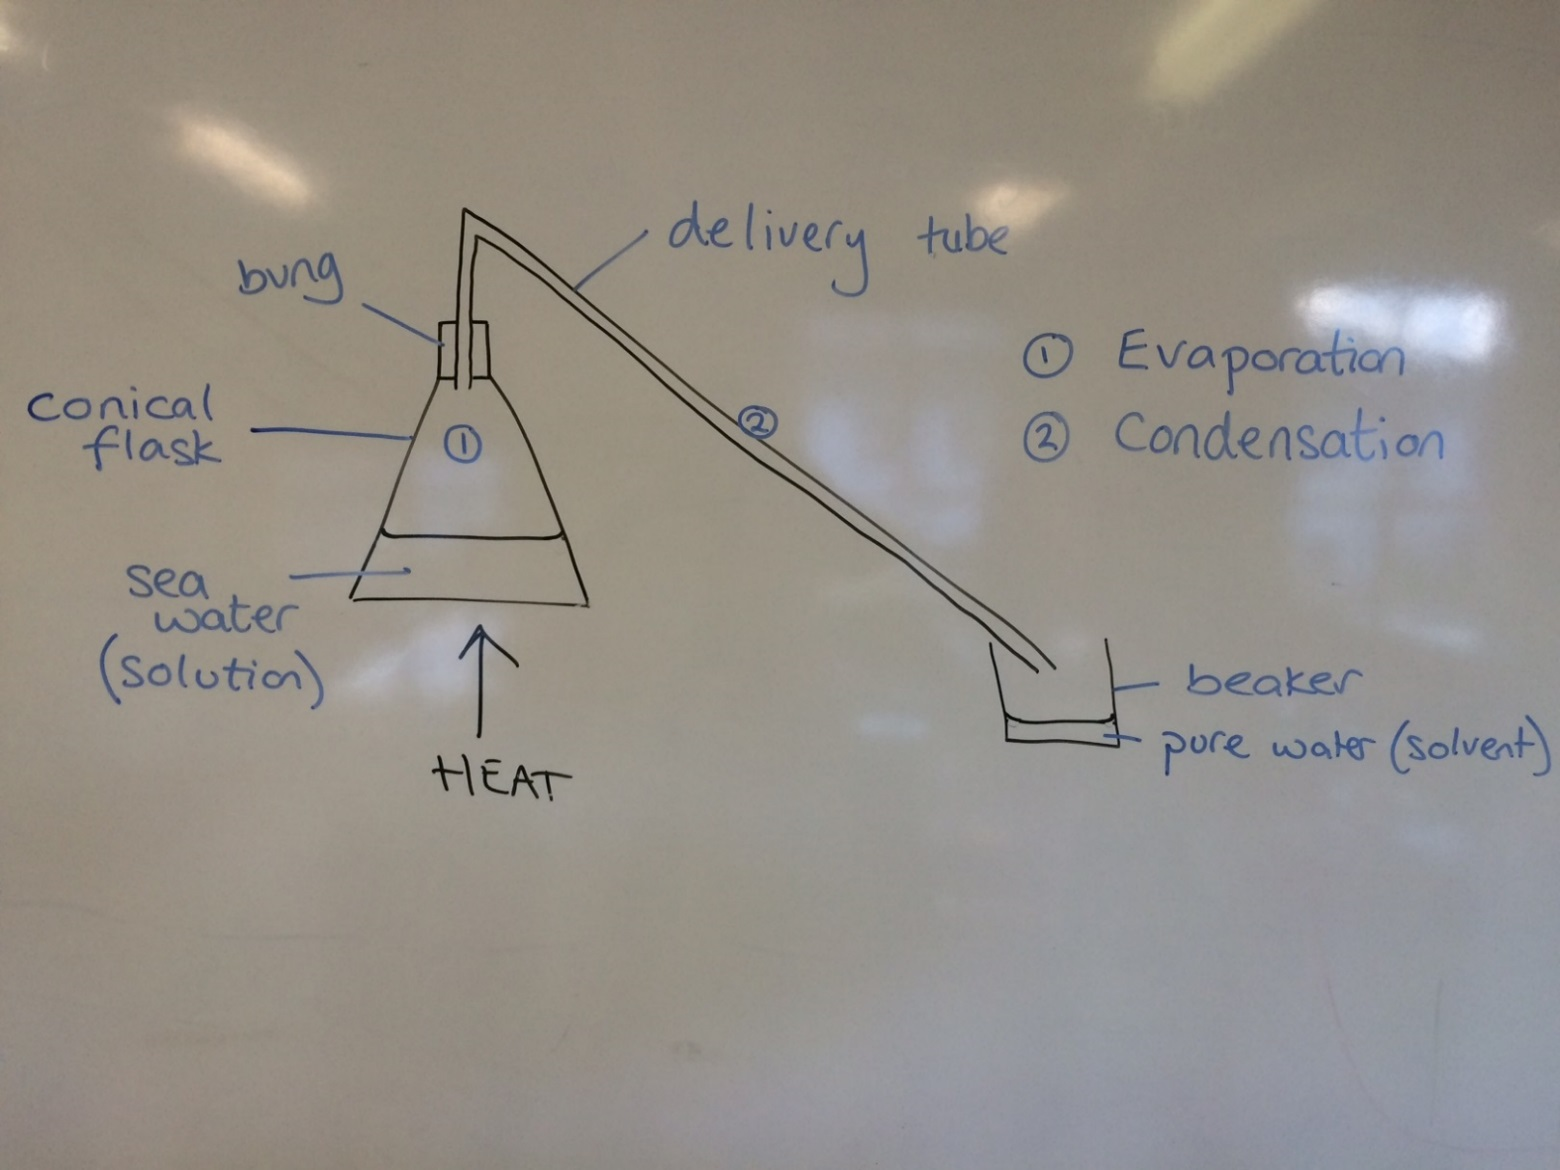 delivery tube
bung
① Evaporation
conical
flask
①
②
② Condensation
sea
water
(solution)
HEAT
beaker
pure water (solvent)